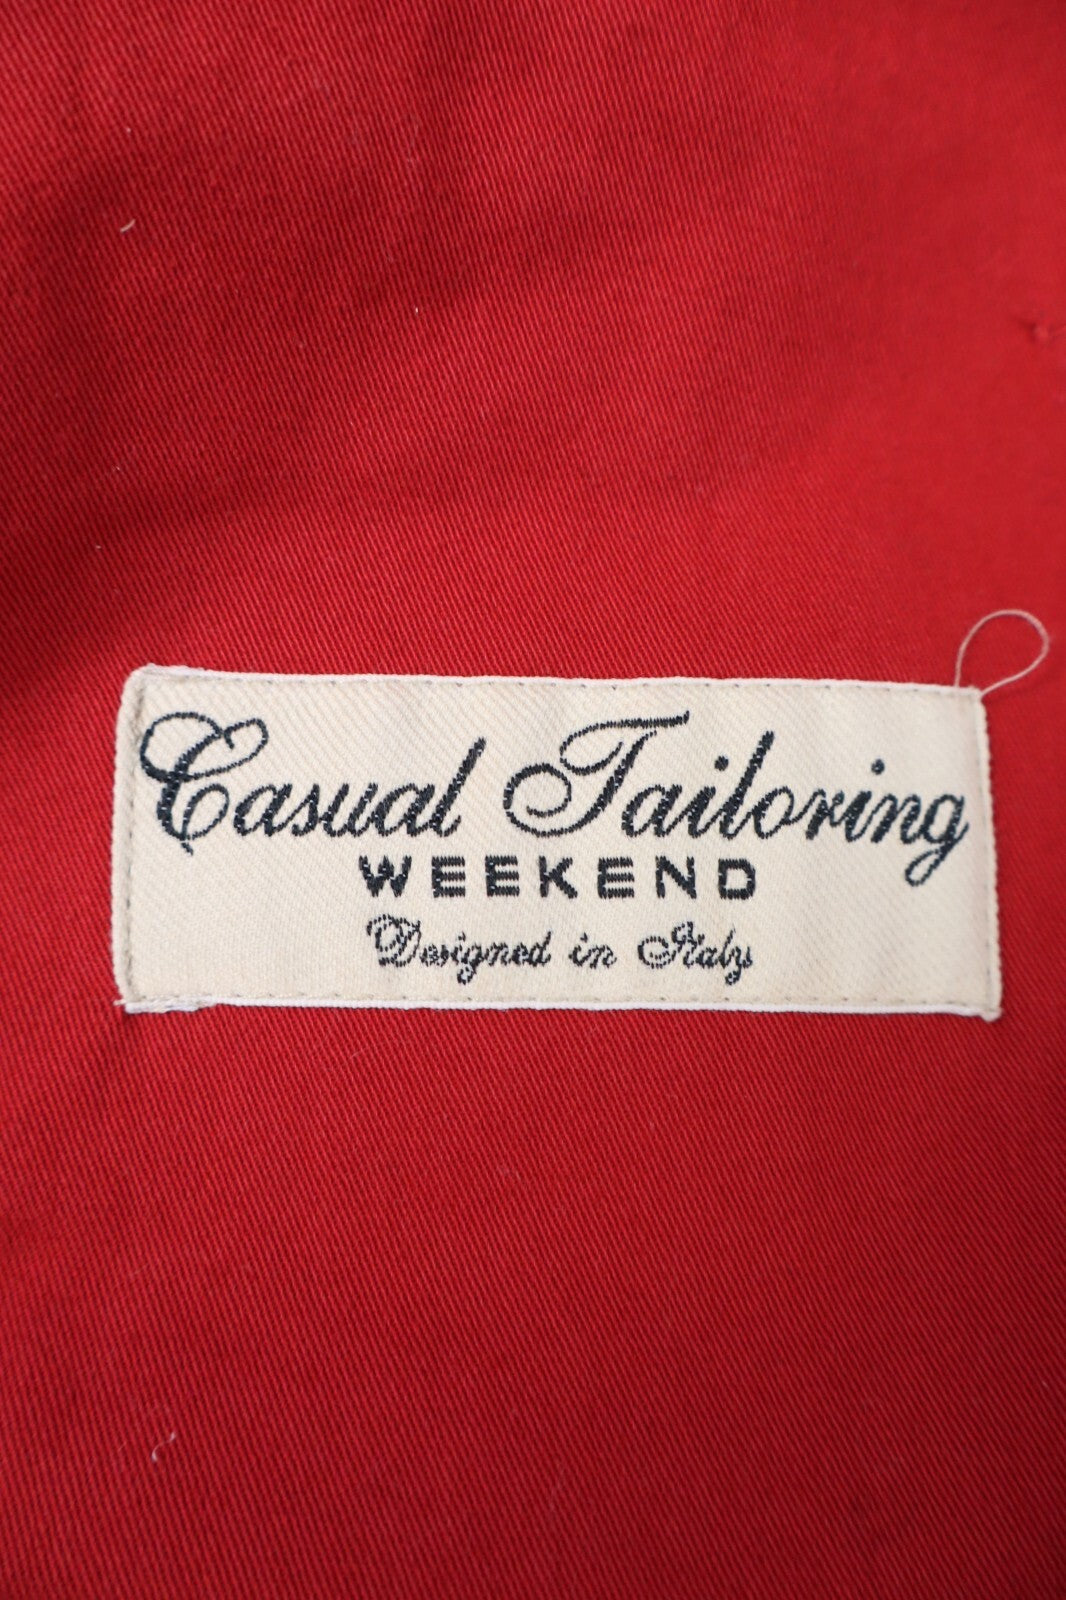 Casual Tailoring
WEEKEND
Designed in Italy